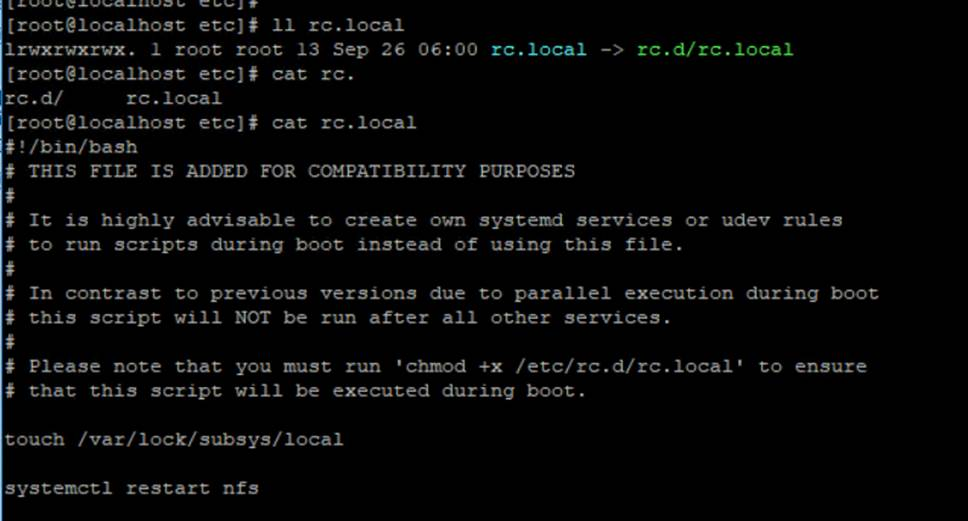 [root@localhost etc]#
[root@localhost etc]# ll rc.local
lrwxrwxrwx. 1 root root 13 Sep 26 06:00 rc.local -> rc.d/rc.local
[root@localhost etc]# cat rc.
rc.d/     rc.local
[root@localhost etc]# cat rc.local
#!/bin/bash
# THIS FILE IS ADDED FOR COMPATIBILITY PURPOSES
#
# It is highly advisable to create own systemd services or udev rules
# to run scripts during boot instead of using this file.
#
# In contrast to previous versions due to parallel execution during boot
# this script will NOT be run after all other services.
#
# Please note that you must run 'chmod +x /etc/rc.d/rc.local' to ensure
# that this script will be executed during boot.
touch /var/lock/subsys/local
systemctl restart nfs